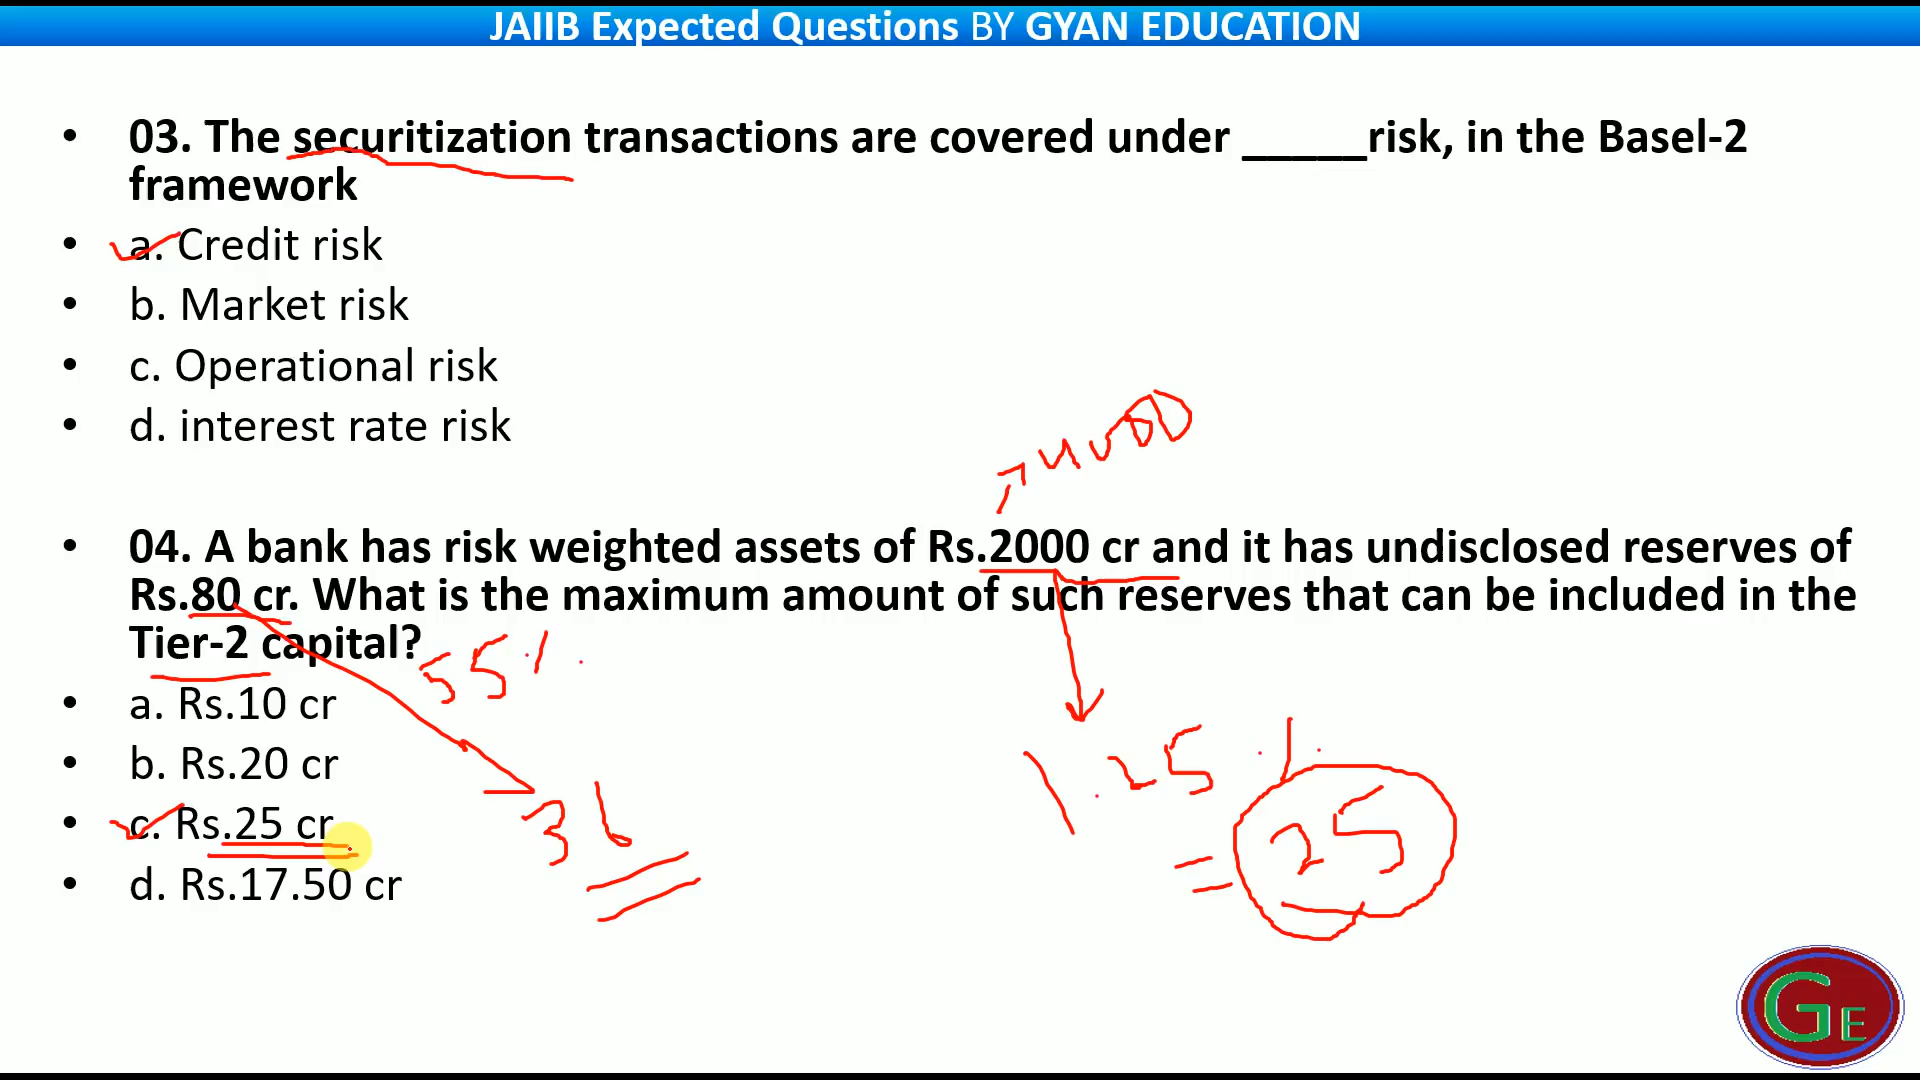 JAIIB Expected Questions BY GYAN EDUCATION
• 03. The securitization transactions are covered under _____risk, in the Basel-2
framework
• a. Credit risk
• b. Market risk
• c. Operational risk
• d. interest rate risk
• 04. A bank has risk weighted assets of Rs.2000 cr and it has undisclosed reserves of
Rs.80 cr. What is the maximum amount of such reserves that can be included in the
Tier-2 capital?
55%
• a. Rs.10 cr
• b. Rs.20 cr
1.25 %
• c. Rs.25 cr
36
= 25
• d. Rs.17.50 cr
GE